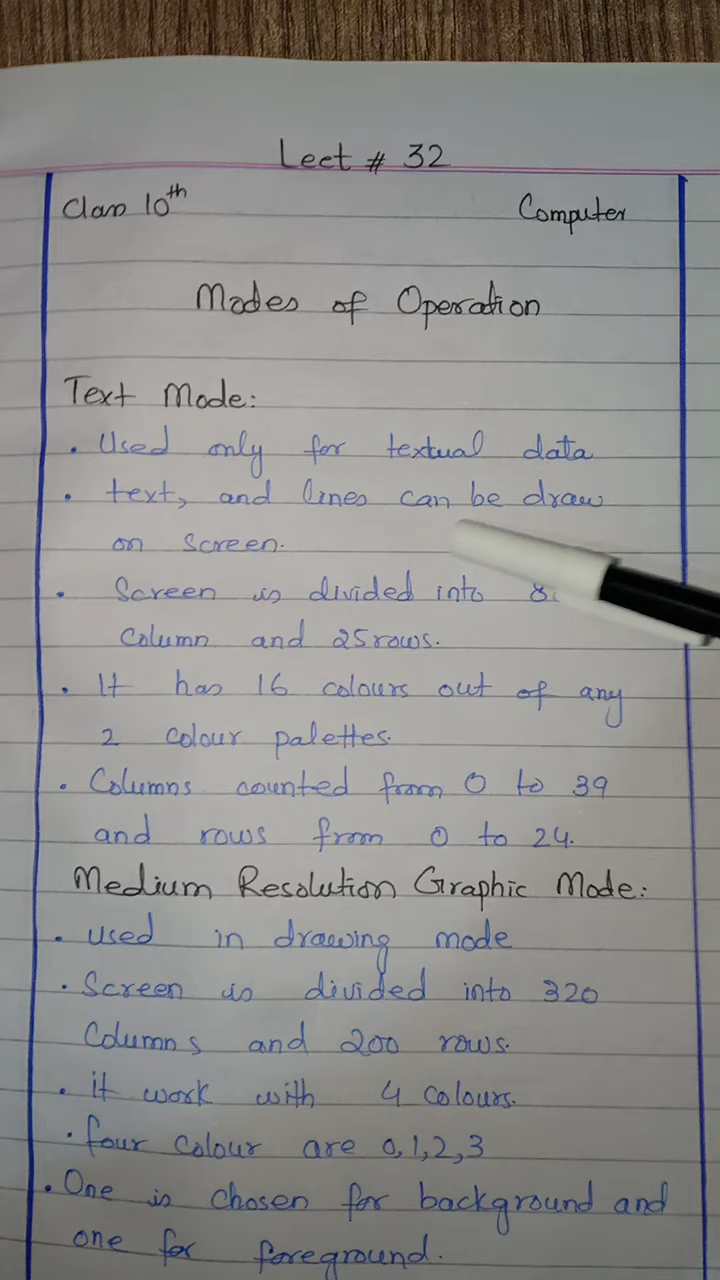 Lect # 32
Class 10th Computer
Modes of Operation
Text Mode:
. Used only for textual data
. text, and lines can be draw
on screen.
. Screen is divided into 8
Column and 25 rows.
. It has 16 colours out of any
2 colour palettes.
. Columns counted from 0 to 39
and rows from 0 to 24.
Medium Resolution Graphic Mode:
. used in drawing mode
. Screen is divided into 320
Columns and 200 rows.
. it work with 4 colours.
. four colour are 0,1,2,3
. One is chosen for background and
one for foreground.